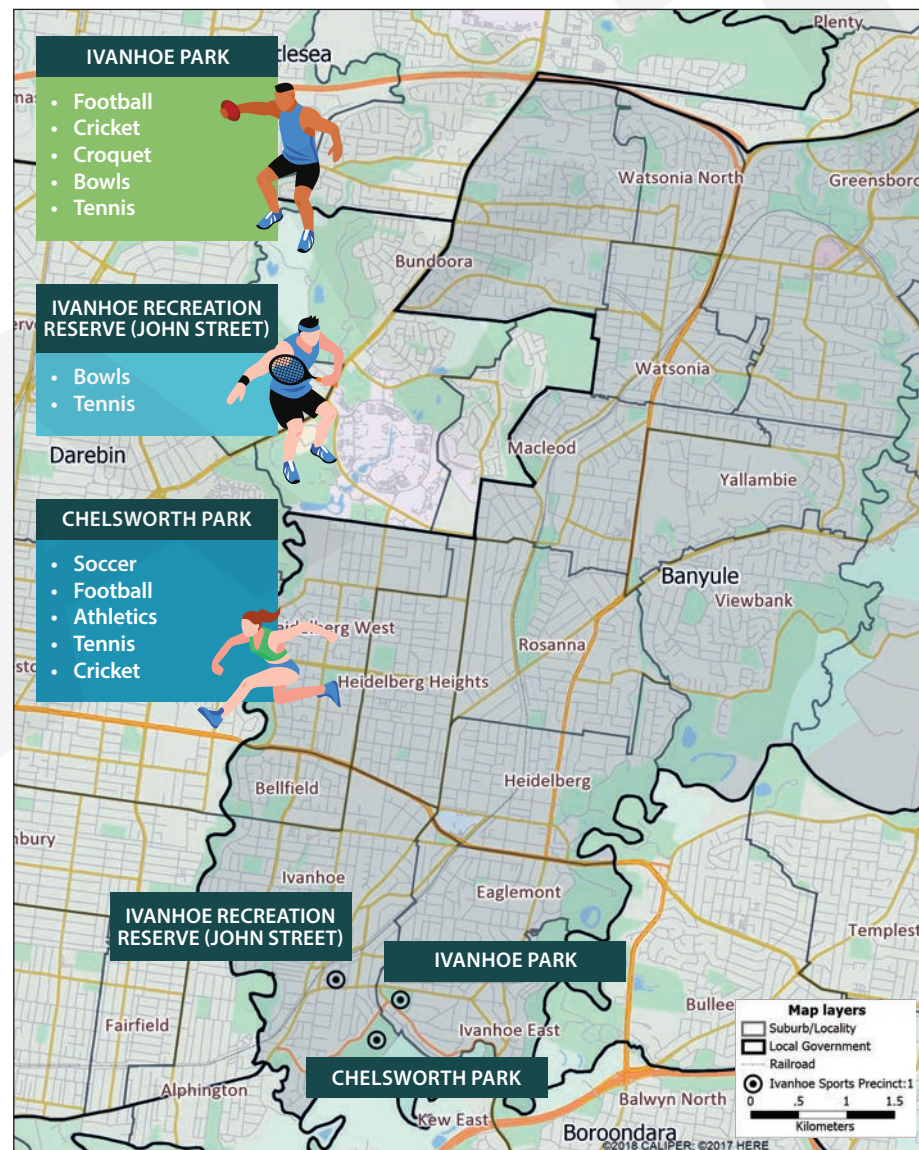 Plenty
IVANHOE PARK
• Football
• Cricket
• Croquet
• Bowls
• Tennis
Watsonia North
Bundoora
IVANHOE RECREATION
RESERVE (JOHN STREET)
• Bowls
• Tennis
Watsonia
Darebin
Macleod
Yallambie
CHELSWORTH PARK
• Soccer
• Football
• Athletics
• Tennis
• Cricket
Banyule
Viewbank
Rosanna
Heidelberg Heights
Heidelberg
Bellfield
Ivanhoe
Eaglemont
IVANHOE RECREATION
RESERVE (JOHN STREET)
IVANHOE PARK
Fairfield
Ivanhoe East
CHELSWORTH PARK
Alphington
Kew East
Balwyn North
Boroondara
Map layers
Suburb/Locality
Local Government
Railroad
Ivanhoe Sports Precinct:1
0 .5 1 1.5
Kilometers
©2018 CALIPER; ©2017 HERE